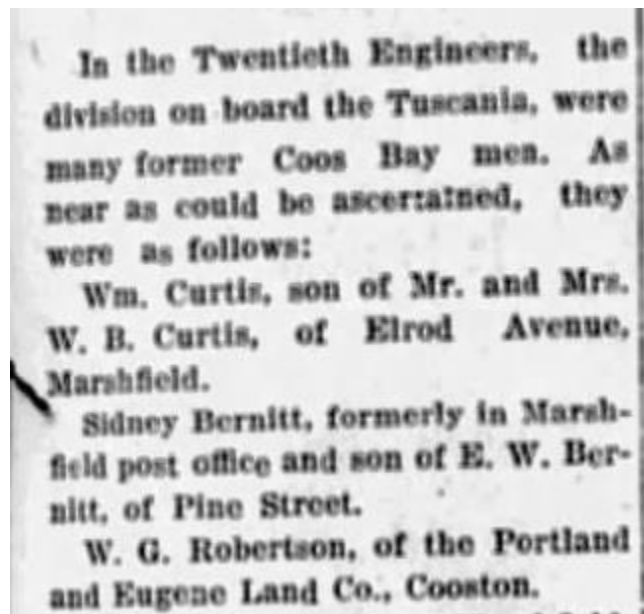 In the Twentieth Engineers, the
division on board the Tuscania, were
many former Coos Bay men. As
near as could be ascertained, they
were as follows:
Wm. Curtis, son of Mr. and Mrs.
W. B. Curtis, of Elrod Avenue,
Marshfield.
Sidney Bernitt, formerly in Marsh-
field post office and son of E. W. Ber-
nitt, of Pine Street.
W. G. Robertson, of the Portland
and Eugene Land Co., Cooston.